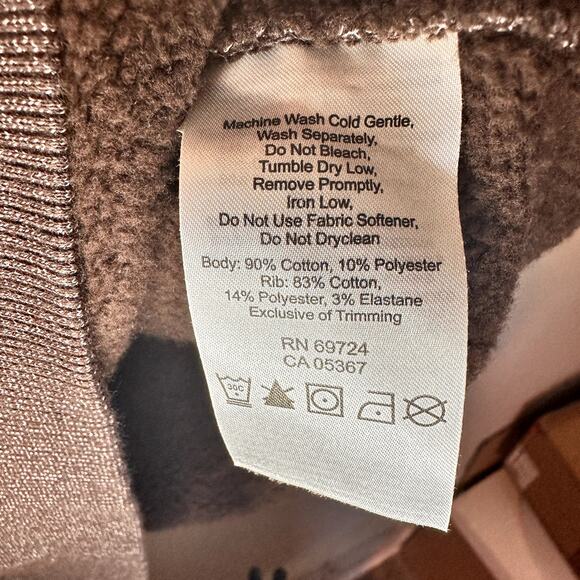 Machine Wash Cold Gentle,
Wash Separately,
Do Not Bleach,
Tumble Dry Low,
Remove Promptly,
Iron Low,
Do Not Use Fabric Softener,
Do Not Dryclean
Body: 90% Cotton, 10% Polyester
Rib: 83% Cotton,
14% Polyester, 3% Elastane
Exclusive of Trimming
RN 69724
CA 05367
30C